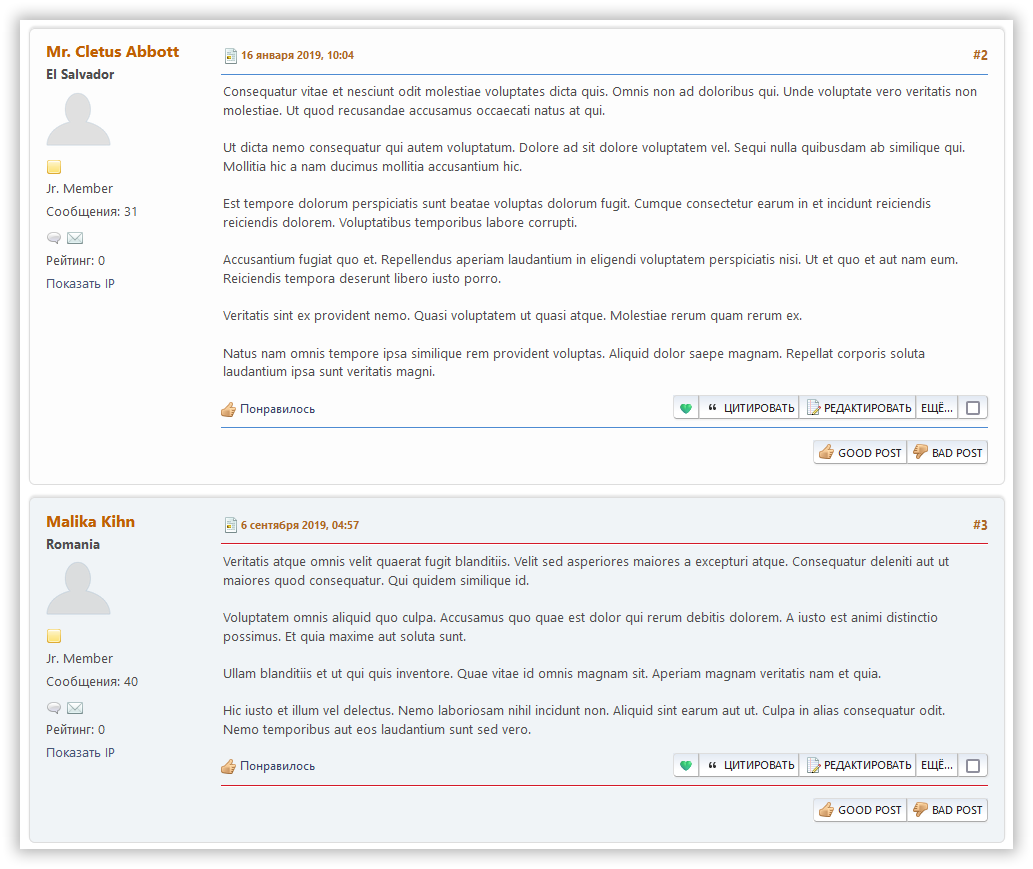 Mr. Cletus Abbott
El Salvador
Jr. Member
Сообщения: 31
Рейтинг: 0
Показать IP
16 января 2019, 10:04
#2
Consequatur vitae et nesciunt odit molestiae voluptates dicta quis. Omnis non ad doloribus qui. Unde voluptate vero veritatis non
molestiae. Ut quod recusandae accusamus occaecati natus at qui.
Ut dicta nemo consequatur qui autem voluptatum. Dolore ad sit dolore voluptatem vel. Sequi nulla quibusdam ab similique qui.
Mollitia hic a nam ducimus mollitia accusantium hic.
Est tempore dolorum perspiciatis sunt beatae voluptas dolorum fugit. Cumque consectetur earum in et incidunt reiciendis
reiciendis dolorem. Voluptatibus temporibus labore corrupti.
Accusantium fugiat quo et. Repellendus aperiam laudantium in eligendi voluptatem perspiciatis nisi. Ut et quo et aut nam eum.
Reiciendis tempora deserunt libero iusto porro.
Veritatis sint ex provident nemo. Quasi voluptatem ut quasi atque. Molestiae rerum quam rerum ex.
Natus nam omnis tempore ipsa similique rem provident voluptas. Aliquid dolor saepe magnam. Repellat corporis soluta
laudantium ipsa sunt veritatis magni.
Понравилось
ЦИТИРОВАТЬ
РЕДАКТИРОВАТЬ
ЕЩЁ...
GOOD POST
BAD POST
Malika Kihn
Romania
Jr. Member
Сообщения: 40
Рейтинг: 0
Показать IP
6 сентября 2019, 04:57
#3
Veritatis atque omnis velit quaerat fugit blanditiis. Velit sed asperiores maiores a excepturi atque. Consequatur deleniti aut ut
maiores quod consequatur. Qui quidem similique id.
Voluptatem omnis aliquid quo culpa. Accusamus quo quae est dolor qui rerum debitis dolorem. A iusto est animi distinctio
possimus. Et quia maxime aut soluta sunt.
Ullam blanditiis et ut qui quis inventore. Quae vitae id omnis magnam sit. Aperiam magnam veritatis nam et quia.
Hic iusto et illum vel delectus. Nemo laboriosam nihil incidunt non. Aliquid sint earum aut ut. Culpa in alias consequatur odit.
Nemo temporibus aut eos laudantium sunt sed vero.
Понравилось
ЦИТИРОВАТЬ
РЕДАКТИРОВАТЬ
ЕЩЁ...
GOOD POST
BAD POST